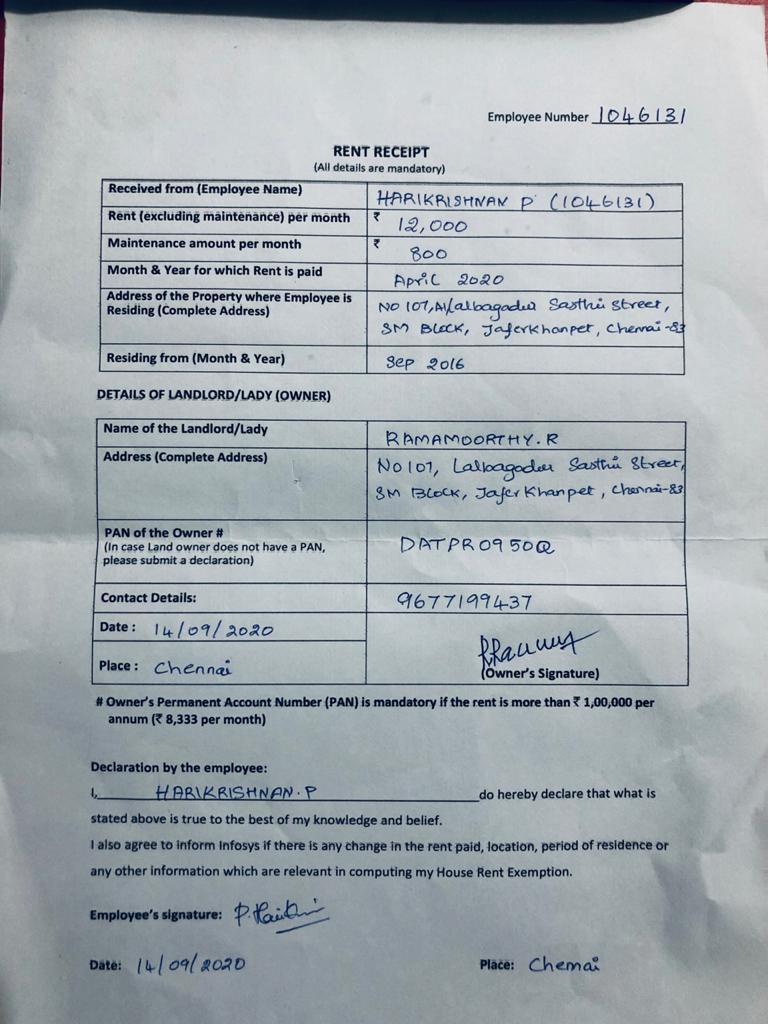 Employee Number 1046131
RENT RECEIPT
(All details are mandatory)
Received from (Employee Name) HARIKRISHNAN P (1046131)
Rent (excluding maintenance) per month ₹ 12,000
Maintenance amount per month ₹ 800
Month & Year for which Rent is paid April 2020
Address of the Property where Employee is Residing (Complete Address)
No 107, Sasthri Street,
SM Block, Jaferkhanpet, Chennai-83
Residing from (Month & Year) Sep 2016
DETAILS OF LANDLORD/LADY (OWNER)
Name of the Landlord/Lady RAMAMOORTHY.R
Address (Complete Address) No 107, Sasthri Street,
SM Block, JaferKhanpet, Chennai-83
PAN of the Owner # DATPR0950Q
(In case Land owner does not have a PAN,
please submit a declaration)
Contact Details: 9677199437
Date : 14/09/2020
Place : Chennai
(Owner's Signature)
# Owner's Permanent Account Number (PAN) is mandatory if the rent is more than ₹ 1,00,000 per
annum (₹ 8,333 per month)
Declaration by the employee:
I, HARIKRISHNAN.P do hereby declare that what is
stated above is true to the best of my knowledge and belief.
I also agree to inform Infosys if there is any change in the rent paid, location, period of residence or
any other information which are relevant in computing my House Rent Exemption.
Employee's signature:
Date: 14/09/2020 Place: Chennai